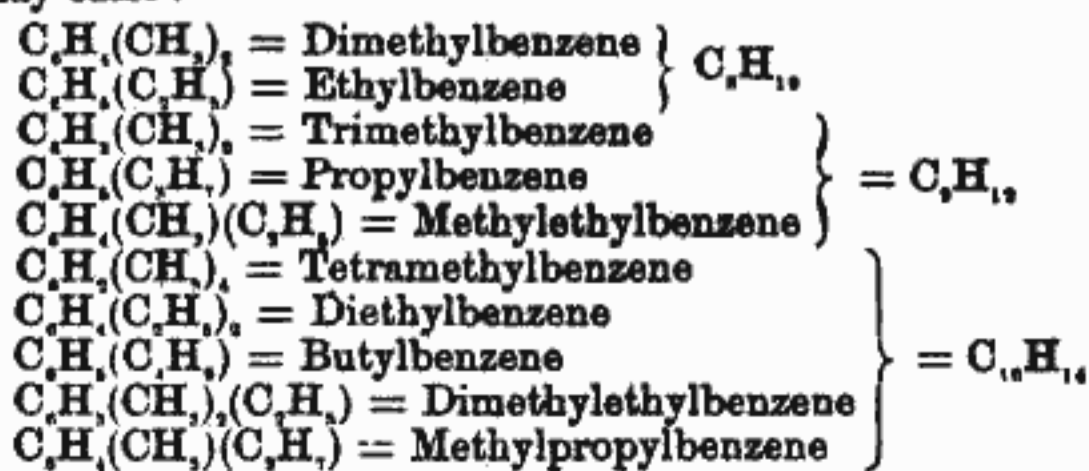 C₆H₄(CH₃)₂ = Dimethylbenzene } C₈H₁₀
C₆H₅(C₂H₅) = Ethylbenzene
C₆H₃(CH₃)₃ = Trimethylbenzene
C₆H₅(C₃H₇) = Propylbenzene } = C₉H₁₂
C₆H₄(CH₃)(C₂H₅) = Methylethylbenzene
C₆H₂(CH₃)₄ = Tetramethylbenzene
C₆H₄(C₂H₅)₂ = Diethylbenzene
C₆H₅(C₄H₉) = Butylbenzene } = C₁₀H₁₄
C₆H₃(CH₃)₂(C₂H₅) = Dimethylethylbenzene
C₆H₄(CH₃)(C₃H₇) = Methylpropylbenzene